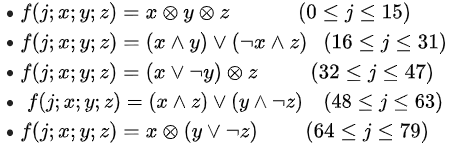 • f(j; x; y; z) = x ⊗ y ⊗ z (0 ≤ j ≤ 15)
• f(j; x; y; z) = (x ∧ y) ∨ (¬x ∧ z) (16 ≤ j ≤ 31)
• f(j; x; y; z) = (x ∨ ¬y) ⊗ z (32 ≤ j ≤ 47)
• f(j; x; y; z) = (x ∧ z) ∨ (y ∧ ¬z) (48 ≤ j ≤ 63)
• f(j; x; y; z) = x ⊗ (y ∨ ¬z) (64 ≤ j ≤ 79)